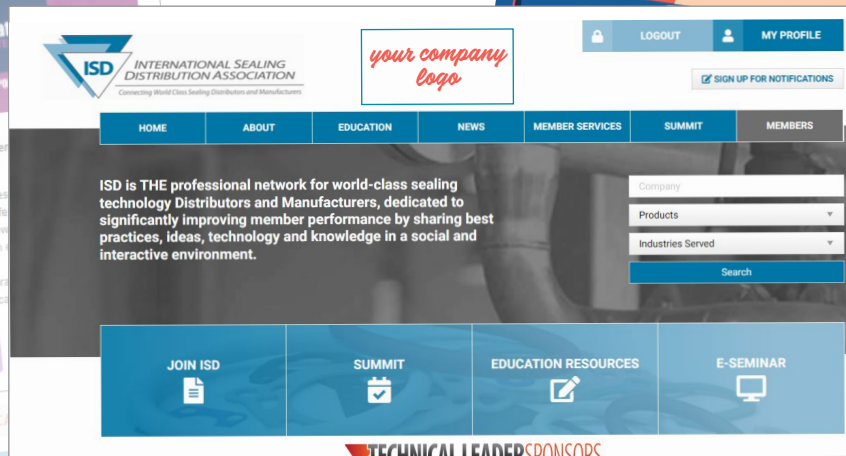 ISD
INTERNATIONAL SEALING
DISTRIBUTION ASSOCIATION
Connecting World Class Sealing Distributors and Manufacturers
your company
logo
LOGOUT
MY PROFILE
SIGN UP FOR NOTIFICATIONS
HOME
ABOUT
EDUCATION
NEWS
MEMBER SERVICES
SUMMIT
MEMBERS
ISD is THE professional network for world-class sealing
technology Distributors and Manufacturers, dedicated to
significantly improving member performance by sharing best
practices, ideas, technology and knowledge in a social and
interactive environment.
Company
Products
Industries Served
Search
JOIN ISD
SUMMIT
EDUCATION RESOURCES
E-SEMINAR
TECHNICAL LEADERSPONSORS